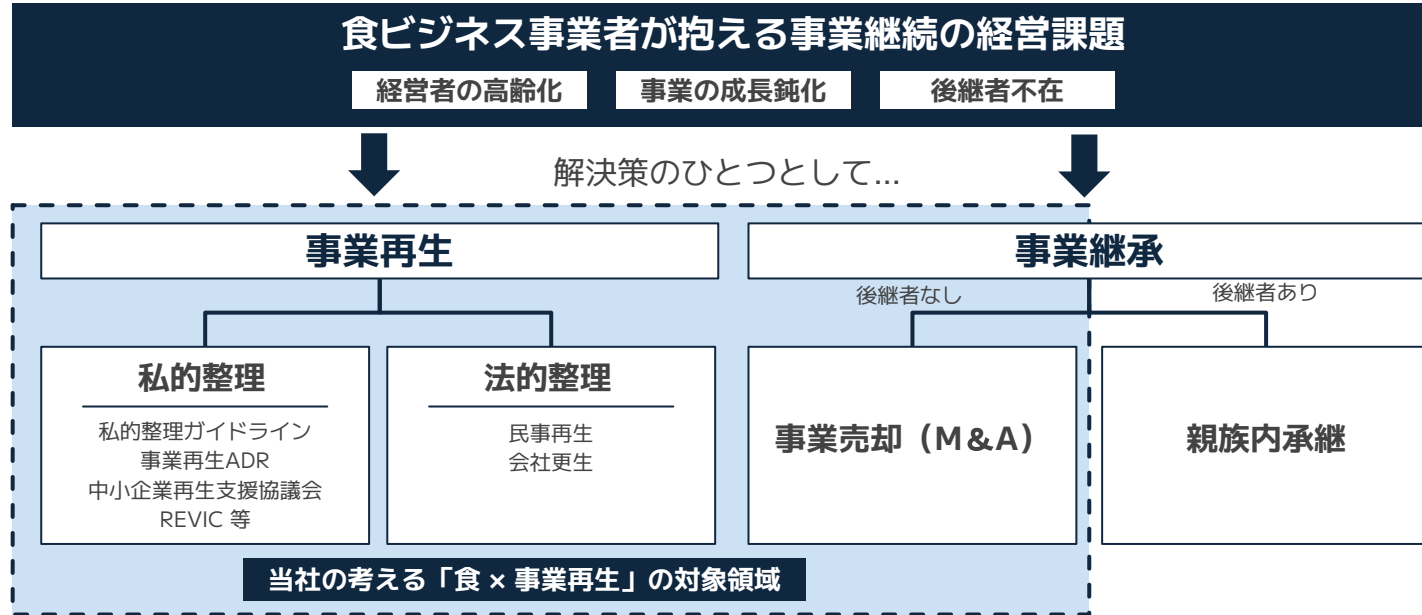 食ビジネス事業者が抱える事業継続の経営課題
経営者の高齢化
事業の成長鈍化
後継者不在
解決策のひとつとして...
事業再生
事業継承
後継者なし
後継者あり
私的整理
私的整理ガイドライン
事業再生ADR
中小企業再生支援協議会
REVIC 等
法的整理
民事再生
会社更生
事業売却（M＆A）
親族内承継
当社の考える「食 × 事業再生」の対象領域